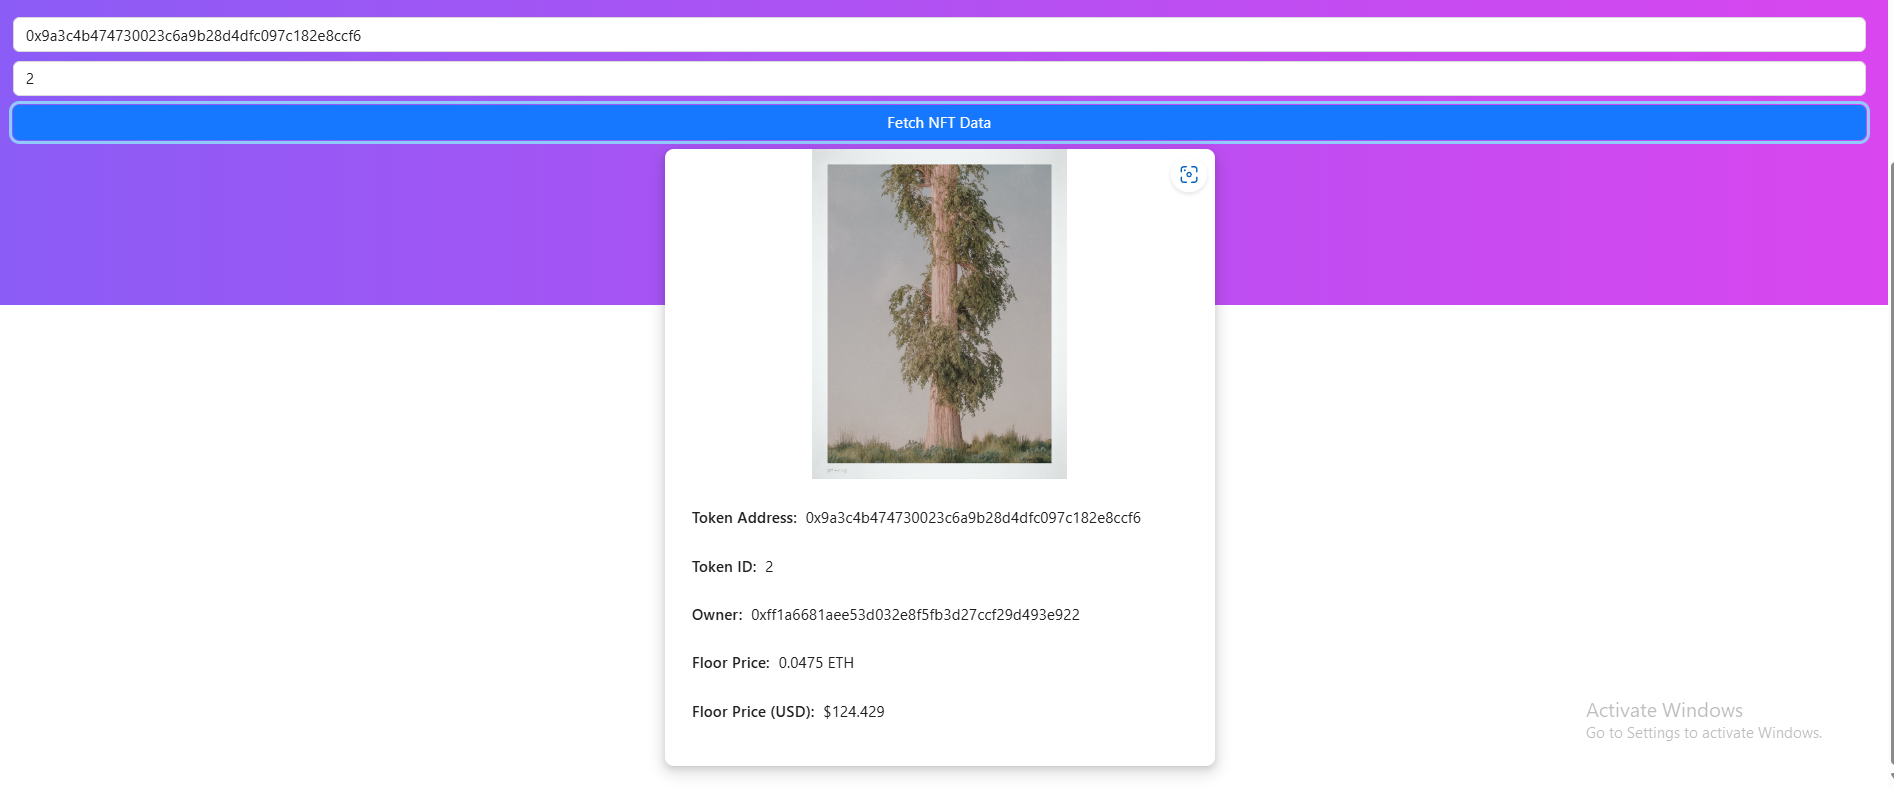 0x9a3c4b474730023c6a9b28d4dfc097c182e8ccf6
2
Fetch NFT Data
Token Address: 0x9a3c4b474730023c6a9b28d4dfc097c182e8ccf6
Token ID: 2
Owner: 0xff1a6681aee53d032e8f5fb3d27ccf29d493e922
Floor Price: 0.0475 ETH
Floor Price (USD): $124.429
Activate Windows
Go to Settings to activate Windows.